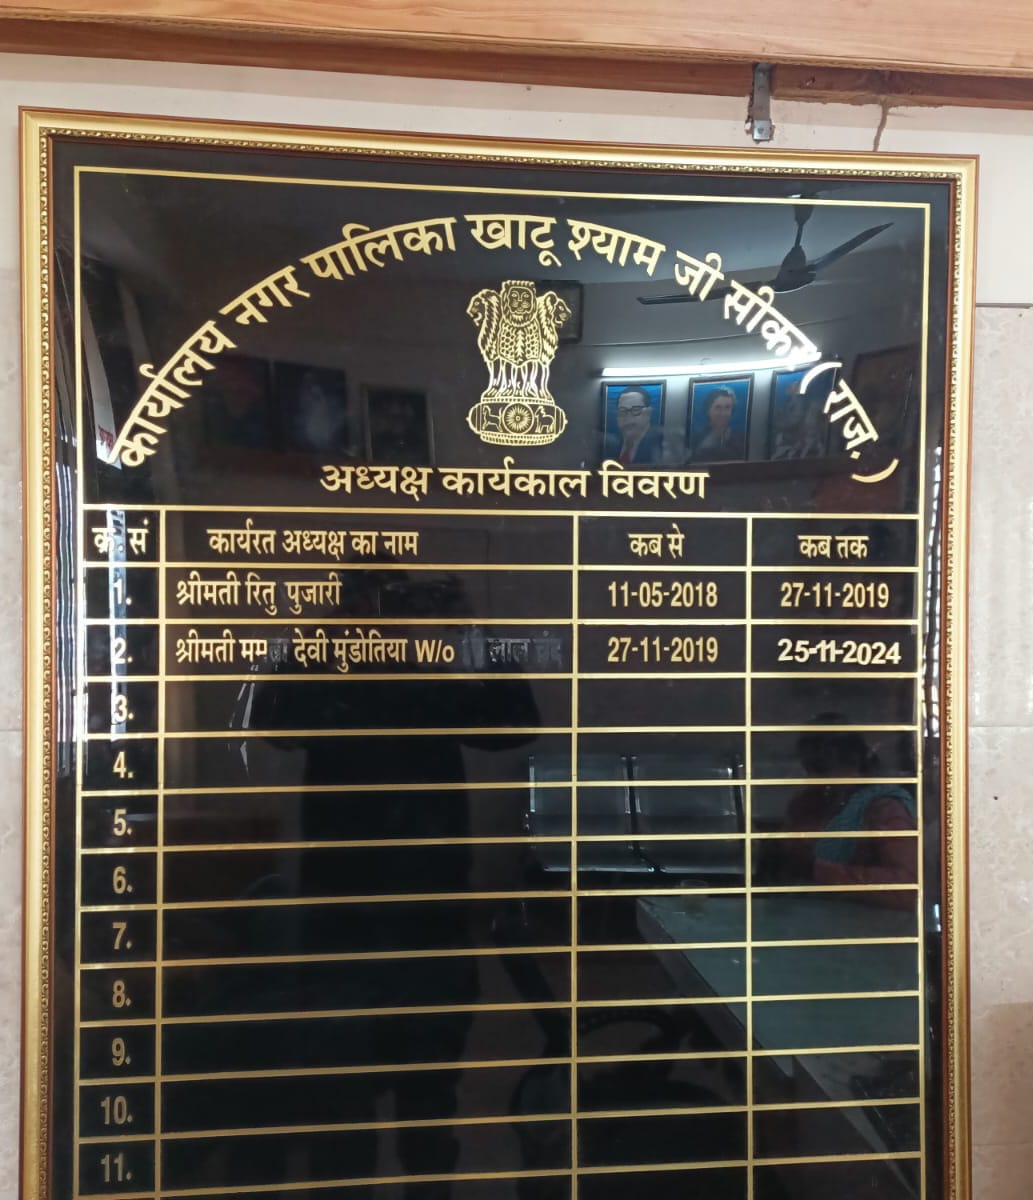 कार्यालय नगर पालिका खाटू श्याम जी सीकर ( राज. )
अध्यक्ष कार्यकाल विवरण
क्र. सं कार्यरत अध्यक्ष का नाम कब से कब तक
1. श्रीमती रितु पुजारी 11-05-2018 27-11-2019
2. श्रीमती ममता देवी मुंडोतिया W/o लाल चंद 27-11-2019 25-11-2024
3.
4.
5.
6.
7.
8.
9.
10.
11.